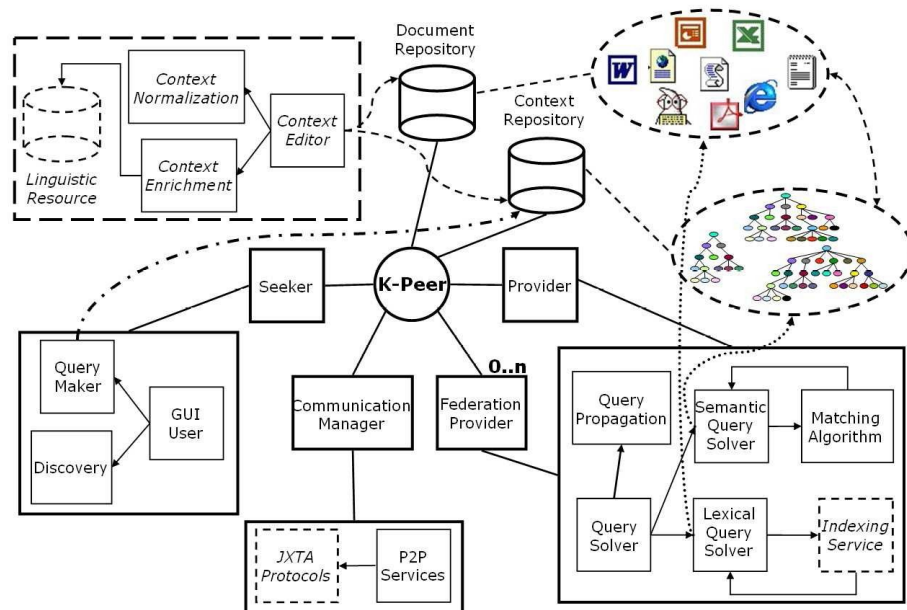 Document
Repository
Context
Repository
Context
Normalization
Context
Editor
Context
Enrichment
Linguistic
Resource
W
Seeker
K-Peer
Provider
0..n
Query
Maker
GUI
User
Discovery
Communication
Manager
Federation
Provider
Query
Propagation
Semantic
Query
Solver
Matching
Algorithm
Query
Solver
Lexical
Query
Solver
Indexing
Service
JXTA
Protocols
P2P
Services